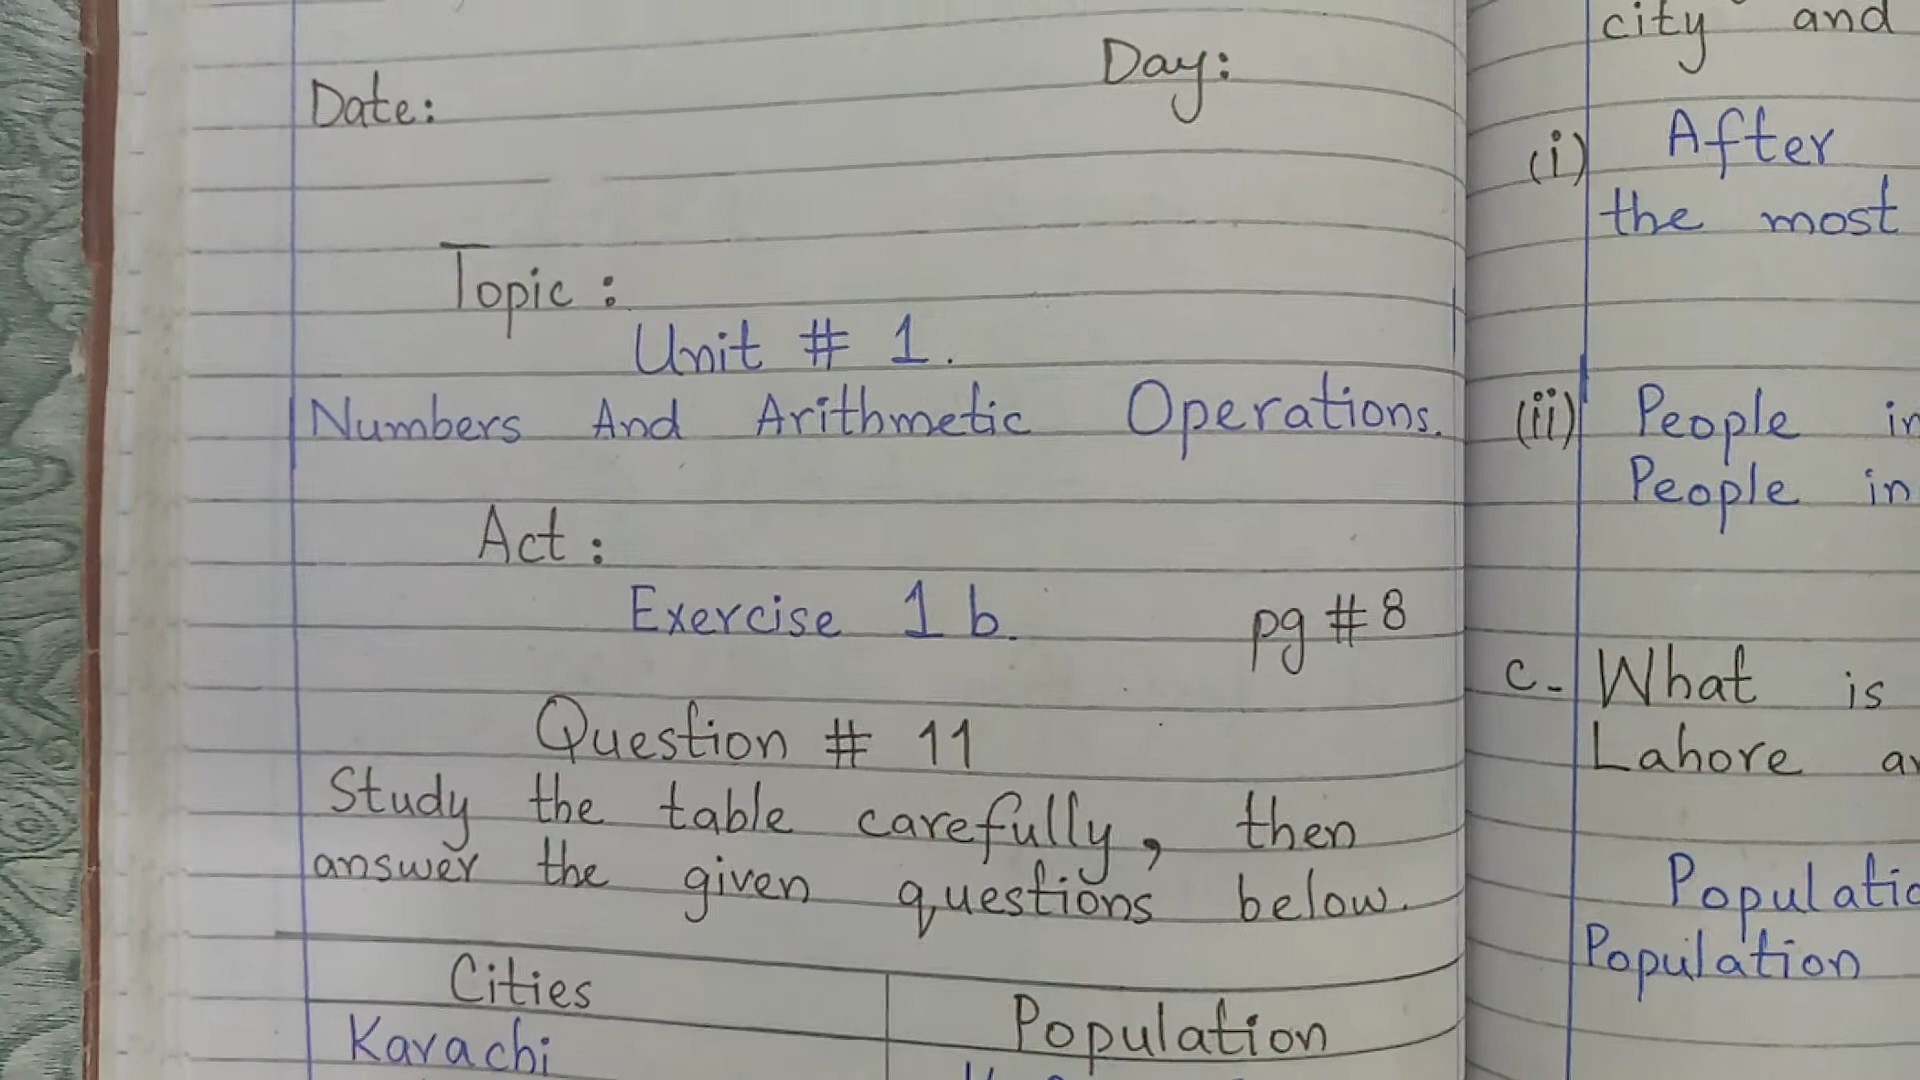 Date:
Day:
Topic:
Unit # 1.
Numbers And Arithmetic Operations.
Act:
Exercise 1 b.
pg # 8
Question # 11
Study the table carefully, then
answer the given questions below.
Cities
Population
Karachi
city and
(i) After
the most
(ii) People in
People in
c. What is
Lahore
Population